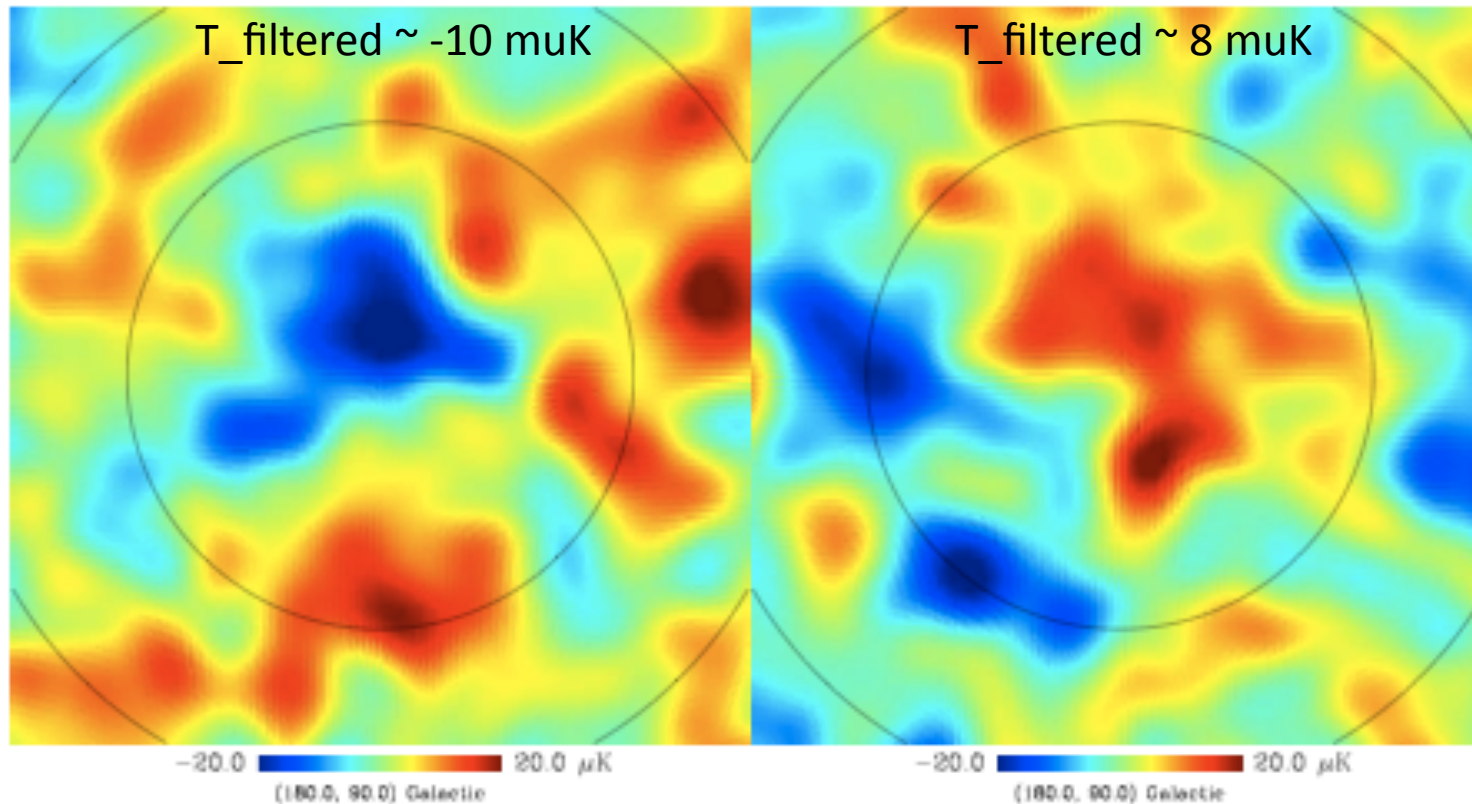 T_filtered ~ -10 muK
T_filtered ~ 8 muK
-20.0 20.0 μK
(180.0, 90.0) Galactic
-20.0 20.0 μK
(180.0, 90.0) Galactic